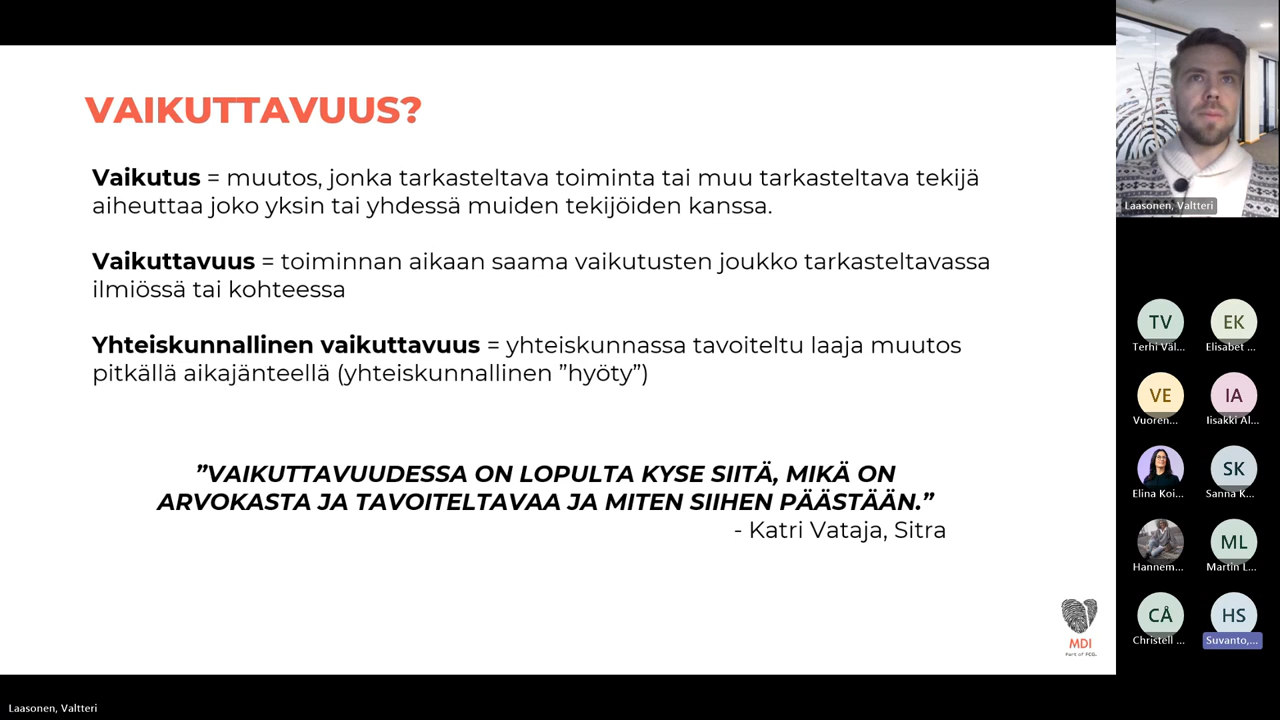 VAIKUTTAVUUS?
Vaikutus = muutos, jonka tarkasteltava toiminta tai muu tarkasteltava tekijä
aiheuttaa joko yksin tai yhdessä muiden tekijöiden kanssa.
Vaikuttavuus = toiminnan aikaan saama vaikutusten joukko tarkasteltavassa
ilmiössä tai kohteessa
Yhteiskunnallinen vaikuttavuus = yhteiskunnassa tavoiteltu laaja muutos
pitkällä aikajänteellä (yhteiskunnallinen ”hyöty”)
”VAIKUTTAVUUDESSA ON LOPULTA KYSE SIITÄ, MIKÄ ON
ARVOKASTA JA TAVOITELTAVAA JA MITEN SIIHEN PÄÄSTÄÄN.”
- Katri Vataja, Sitra
MDI
Part of FCG.
Laasonen, Valtteri
Laasonen, Valtteri
TV EK
Terhi Väl... Elisabet ...
VE IA
Vuoren... Iisakki Al...
SK
Elina Koi... Sanna K...
ML
Hannem... Martin L...
CÅ HS
Christell ... Suvanto,...